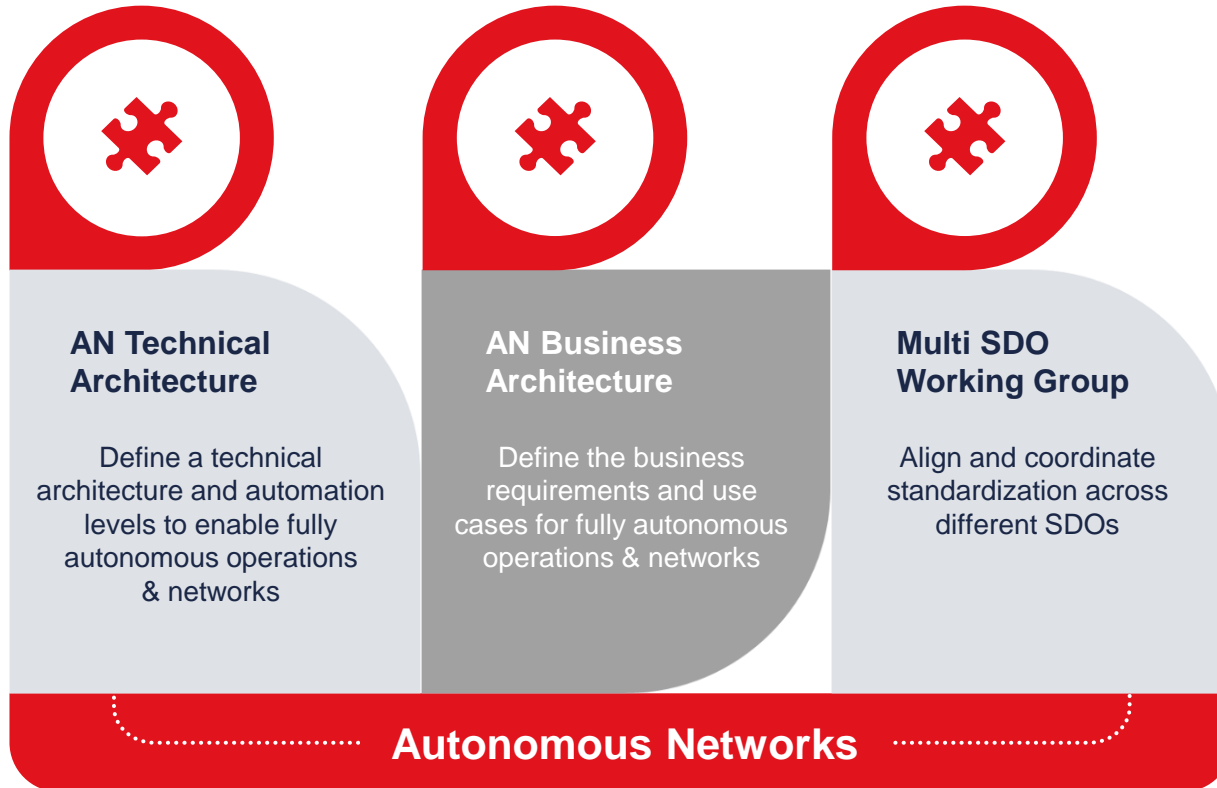 AN Technical
Architecture
Define a technical
architecture and automation
levels to enable fully
autonomous operations
& networks
AN Business
Architecture
Define the business
requirements and use
cases for fully autonomous
operations & networks
Multi SDO
Working Group
Align and coordinate
standardization across
different SDOs
Autonomous Networks